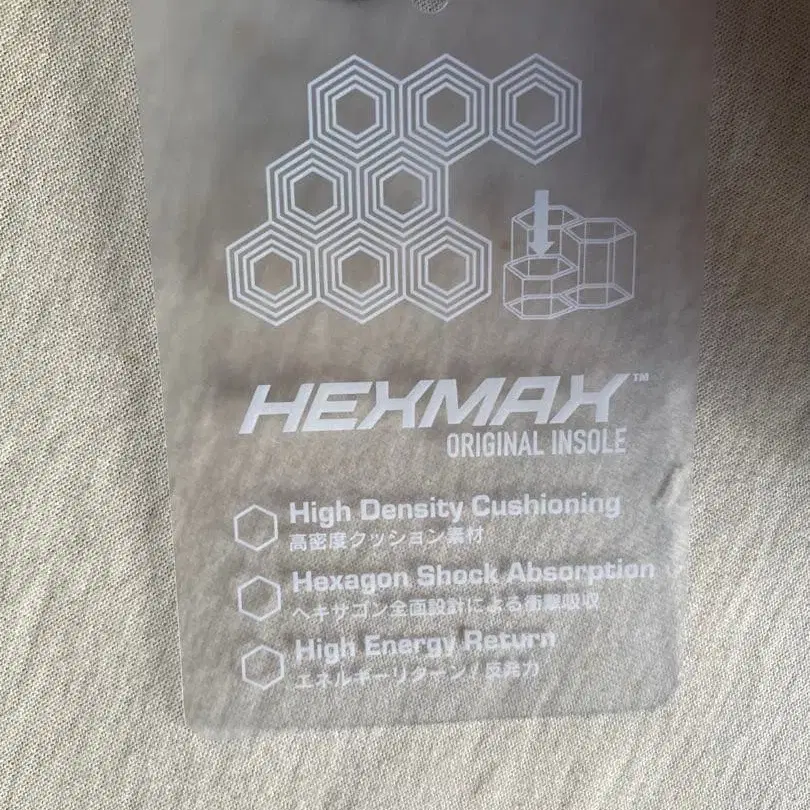 HEXMAX™
ORIGINAL INSOLE
High Density Cushioning
高密度クッション素材
Hexagon Shock Absorption
ヘキサゴン全面設計による衝撃吸収
High Energy Return
エネルギーリターン / 反発力